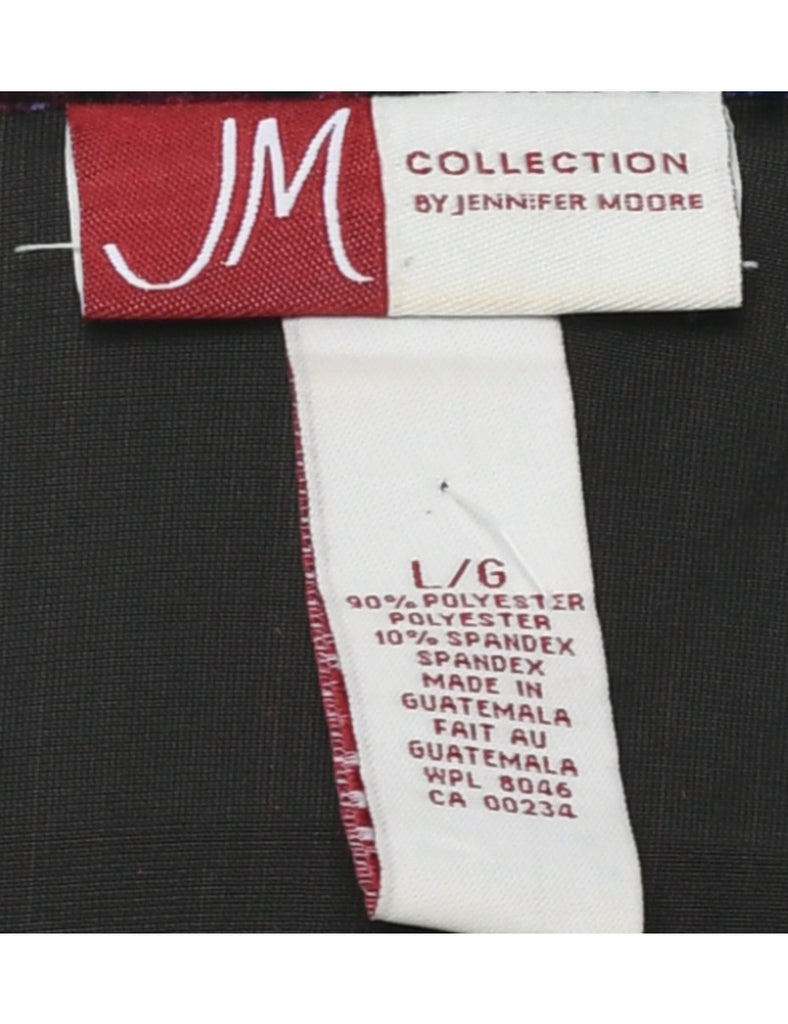 JM
COLLECTION
BY JENNIFER MOORE
L/G
90% POLYESTER
POLYESTER
10% SPANDEX
SPANDEX
MADE IN
GUATEMALA
FAIT AU
GUATEMALA
WPL 8046
CA 00234